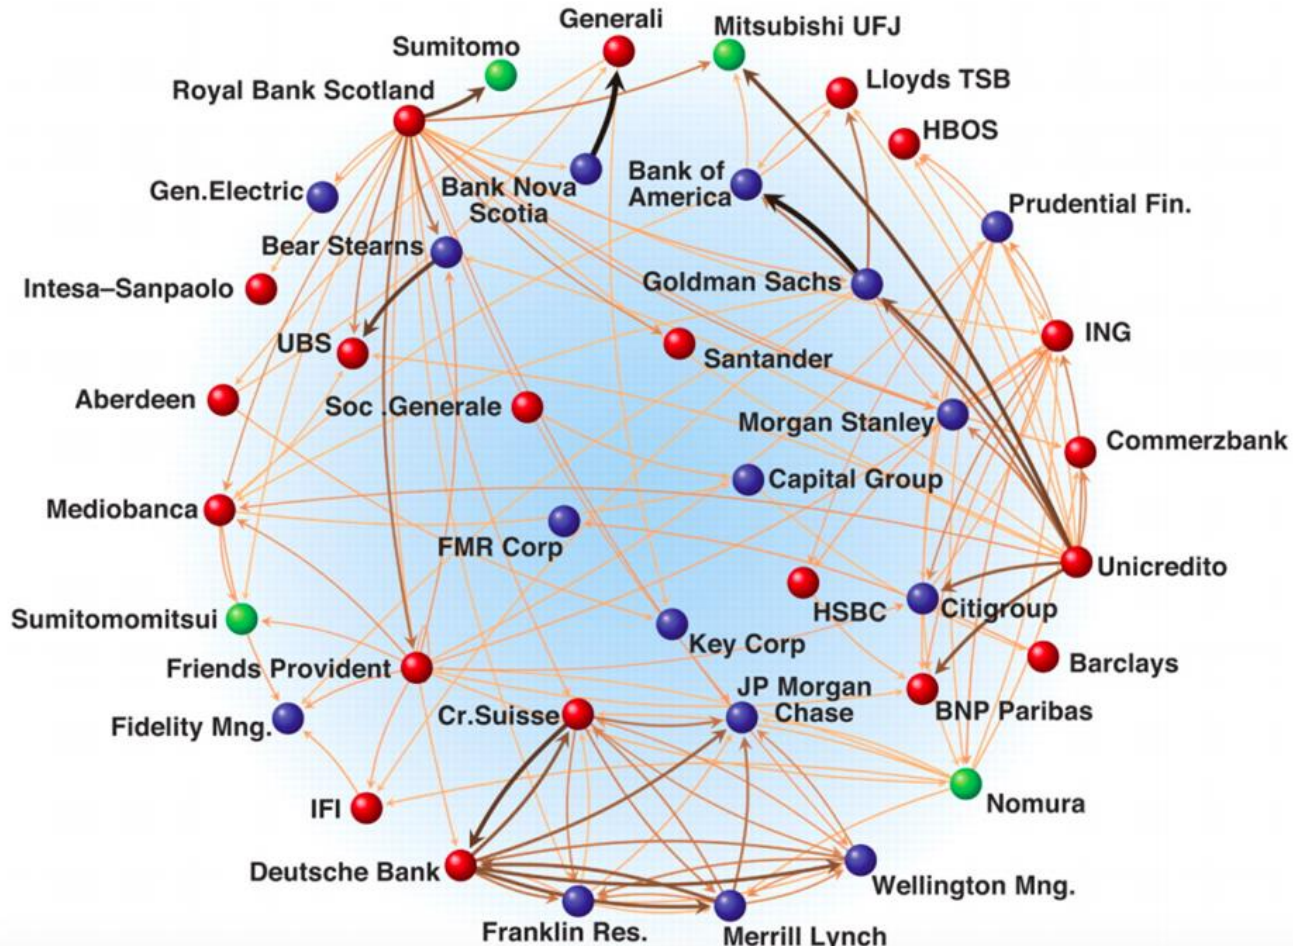 Generali
Mitsubishi UFJ
Sumitomo
Royal Bank Scotland
Lloyds TSB
HBOS
Gen.Electric
Bank Nova
Scotia
Bank of
America
Prudential Fin.
Bear Stearns
Intesa–Sanpaolo
Goldman Sachs
UBS
Santander
ING
Aberdeen
Soc .Generale
Morgan Stanley
Commerzbank
Mediobanca
Capital Group
FMR Corp
Unicredito
HSBC
Citigroup
Sumitomomitsui
Key Corp
Friends Provident
Barclays
JP Morgan
Chase
Cr.Suisse
BNP Paribas
Fidelity Mng.
IFI
Nomura
Deutsche Bank
Wellington Mng.
Franklin Res.
Merrill Lynch